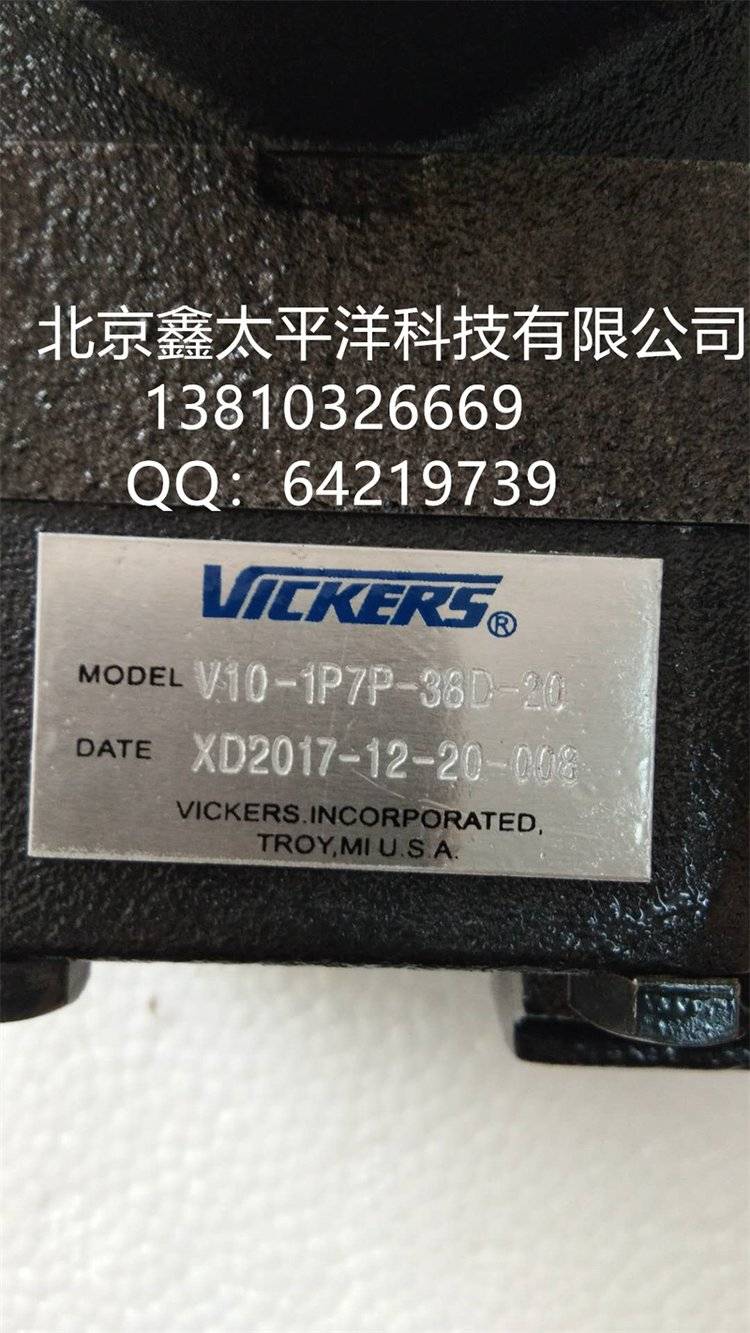 北京鑫太平洋科技有限公司
13810326669
QQ：64219739
VICKERS®
MODEL V10-1P7P-38D-20
DATE XD2017-12-20-008
VICKERS.INCORPORATED,
TROY,MI U.S.A.